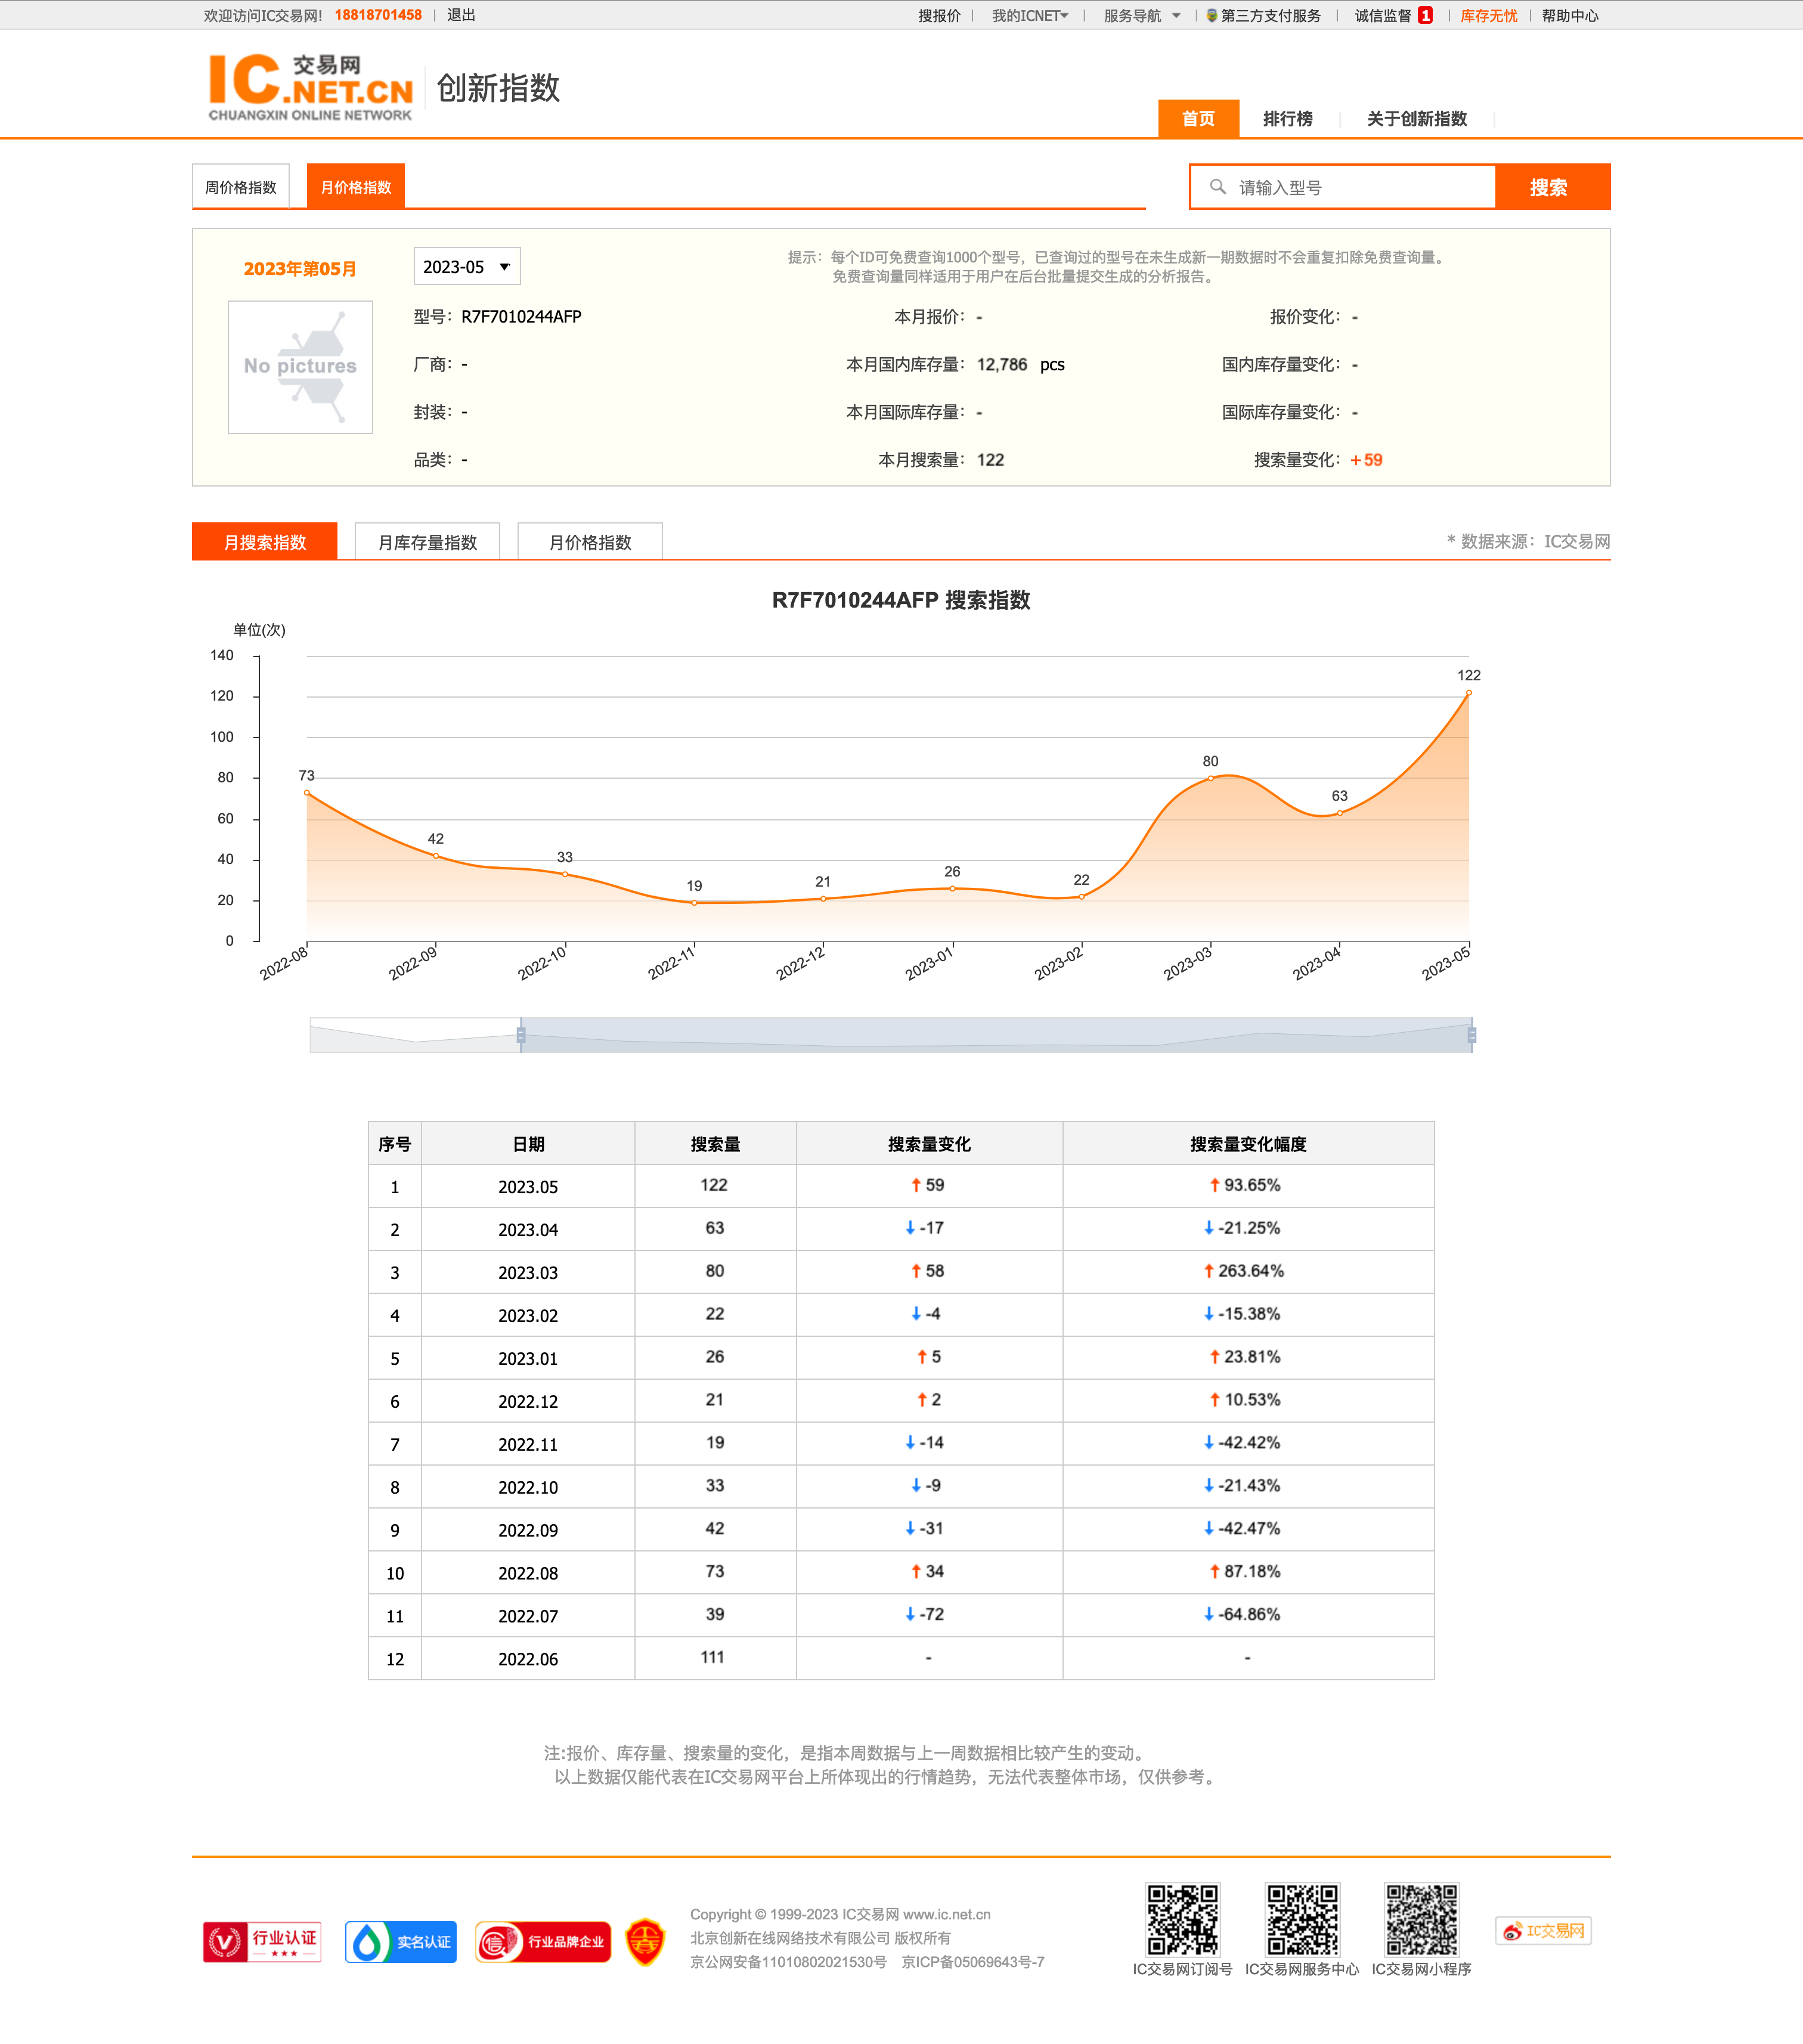 欢迎访问IC交易网! 18818701458 | 退出 搜报价 | 我的ICNET | 服务导航 | 第三方支付服务 | 诚信监督 1 | 库存无忧 | 帮助中心
IC.NET.CN 交易网 创新指数
CHUANGXIN ONLINE NETWORK
首页 排行榜 关于创新指数
周价格指数 月价格指数 请输入型号 搜索
2023年第05月 2023-05 提示：每个ID可免费查询1000个型号，已查询过的型号在未生成新一期数据时不会重复扣除免费查询量。
免费查询量同样适用于用户在后台批量提交生成的分析报告。
No pictures
型号：R7F7010244AFP 本月报价：- 报价变化：-
厂商：- 本月国内库存量：12,786 pcs 国内库存量变化：-
封装：- 本月国际库存量：- 国际库存量变化：-
品类：- 本月搜索量：122 搜索量变化：+59
月搜索指数 月库存量指数 月价格指数 * 数据来源：IC交易网
R7F7010244AFP 搜索指数
单位(次)
140
120
100
80
60
40
20
0
73 42 33 19 21 26 22 80 63 122
2022-08 2022-09 2022-10 2022-11 2022-12 2023-01 2023-02 2023-03 2023-04 2023-05
序号 日期 搜索量 搜索量变化 搜索量变化幅度
1 2023.05 122 ↑59 ↑93.65%
2 2023.04 63 ↓-17 ↓-21.25%
3 2023.03 80 ↑58 ↑263.64%
4 2023.02 22 ↓-4 ↓-15.38%
5 2023.01 26 ↑5 ↑23.81%
6 2022.12 21 ↑2 ↑10.53%
7 2022.11 19 ↓-14 ↓-42.42%
8 2022.10 33 ↓-9 ↓-21.43%
9 2022.09 42 ↓-31 ↓-42.47%
10 2022.08 73 ↑34 ↑87.18%
11 2022.07 39 ↓-72 ↓-64.86%
12 2022.06 111 - -
注:报价、库存量、搜索量的变化，是指本周数据与上一周数据相比较产生的变动。
以上数据仅能代表在IC交易网平台上所体现出的行情趋势，无法代表整体市场，仅供参考。
行业认证
实名认证
信 行业品牌企业
Copyright © 1999-2023 IC交易网 www.ic.net.cn
北京创新在线网络技术有限公司 版权所有
京公网安备11010802021530号 京ICP备05069643号-7
IC交易网订阅号 IC交易网服务中心 IC交易网小程序
IC交易网